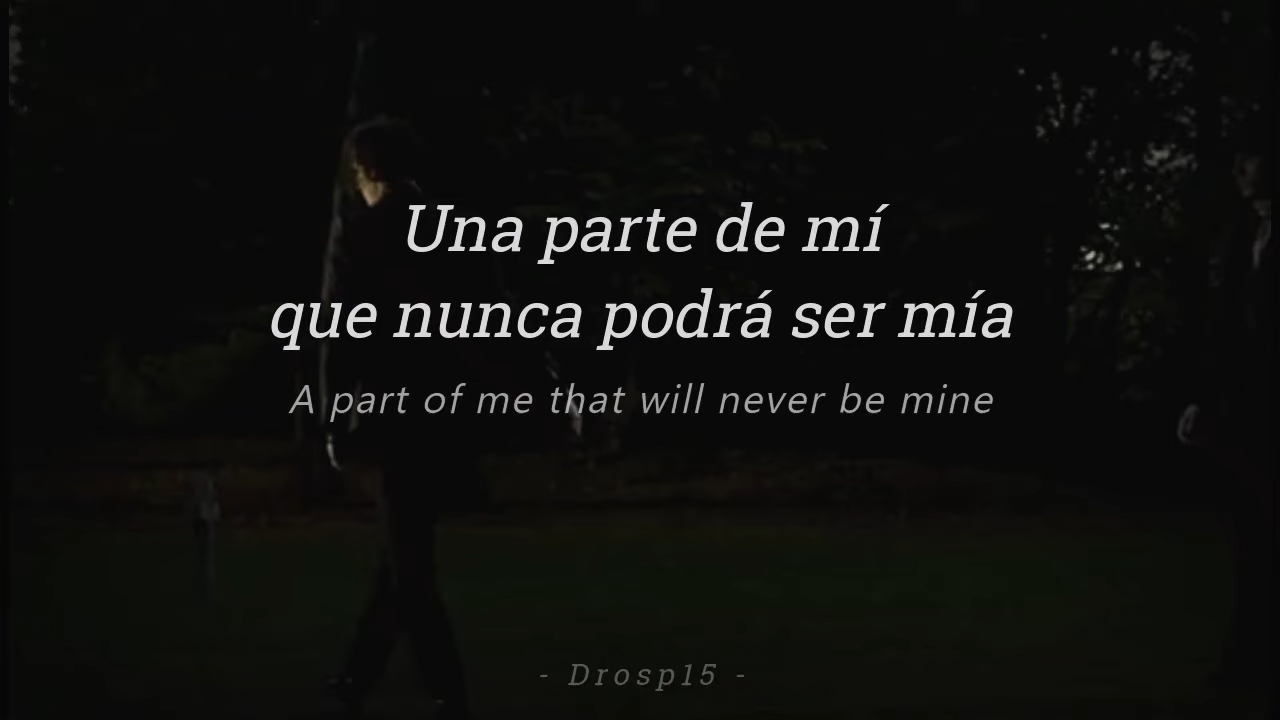 Una parte de mí
que nunca podrá ser mía
A part of me that will never be mine
- Drosp15 -